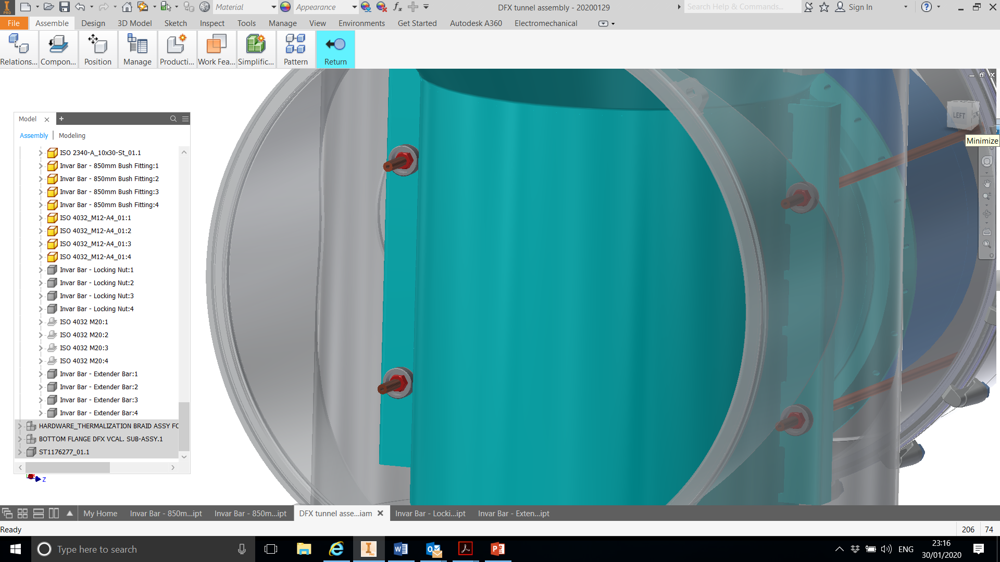 Material
Appearance
DFX tunnel assembly - 20200129
Search Help & Commands...
Sign In
PRO
File
Assemble
Design
3D Model
Sketch
Inspect
Tools
Manage
View
Environments
Get Started
Autodesk A360
Electromechanical
Relations...
Compon...
Position
Manage
Producti...
Work Fea...
Simplific...
Pattern
Return
LEFT
Minimize
Model
Assembly
Modeling
ISO 2340-A_10x30-St_01.1
Invar Bar - 850mm Bush Fitting:1
Invar Bar - 850mm Bush Fitting:2
Invar Bar - 850mm Bush Fitting:3
Invar Bar - 850mm Bush Fitting:4
ISO 4032_M12-A4_01:1
ISO 4032_M12-A4_01:2
ISO 4032_M12-A4_01:3
ISO 4032_M12-A4_01:4
Invar Bar - Locking Nut:1
Invar Bar - Locking Nut:2
Invar Bar - Locking Nut:3
Invar Bar - Locking Nut:4
ISO 4032 M20:1
ISO 4032 M20:2
ISO 4032 M20:3
ISO 4032 M20:4
Invar Bar - Extender Bar:1
Invar Bar - Extender Bar:2
Invar Bar - Extender Bar:3
Invar Bar - Extender Bar:4
HARDWARE_THERMALIZATION BRAID ASSY FC
BOTTOM FLANGE DFX VCAL. SUB-ASSY.1
ST1176277_01.1
Z
My Home
Invar Bar - 850m...ipt
Invar Bar - 850m...ipt
DFX tunnel asse...iam
Invar Bar - Locki...ipt
Invar Bar - Exten...ipt
Ready
206
74
Type here to search
ENG
23:16
30/01/2020